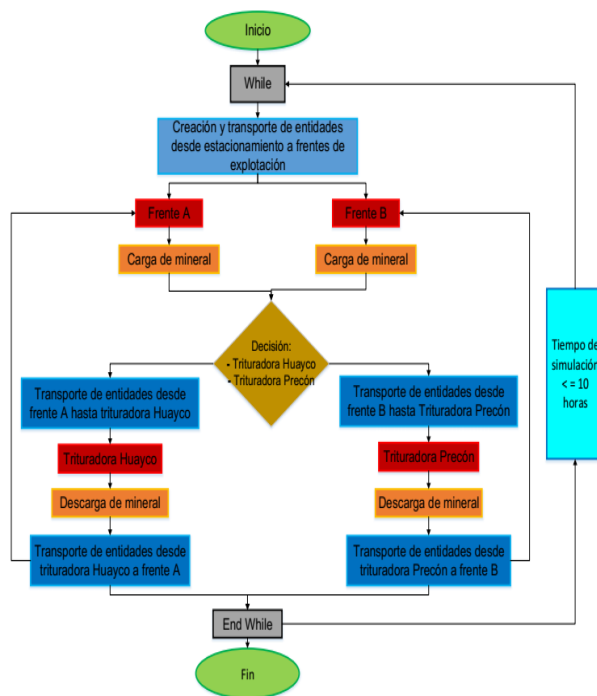 Inicio
While
Creación y transporte de entidades
desde estacionamiento a frentes de
explotación
Frente A
Frente B
Carga de mineral
Carga de mineral
Decisión:
- Trituradora Huayco
- Trituradora Precón
Tiempo de
simulación
< = 10
horas
Transporte de entidades desde
frente A hasta trituradora Huayco
Transporte de entidades desde
frente B hasta Trituradora Precón
Trituradora Huayco
Trituradora Precón
Descarga de mineral
Descarga de mineral
Transporte de entidades desde
trituradora Huayco a frente A
Transporte de entidades desde
trituradora Precón a frente B
End While
Fin